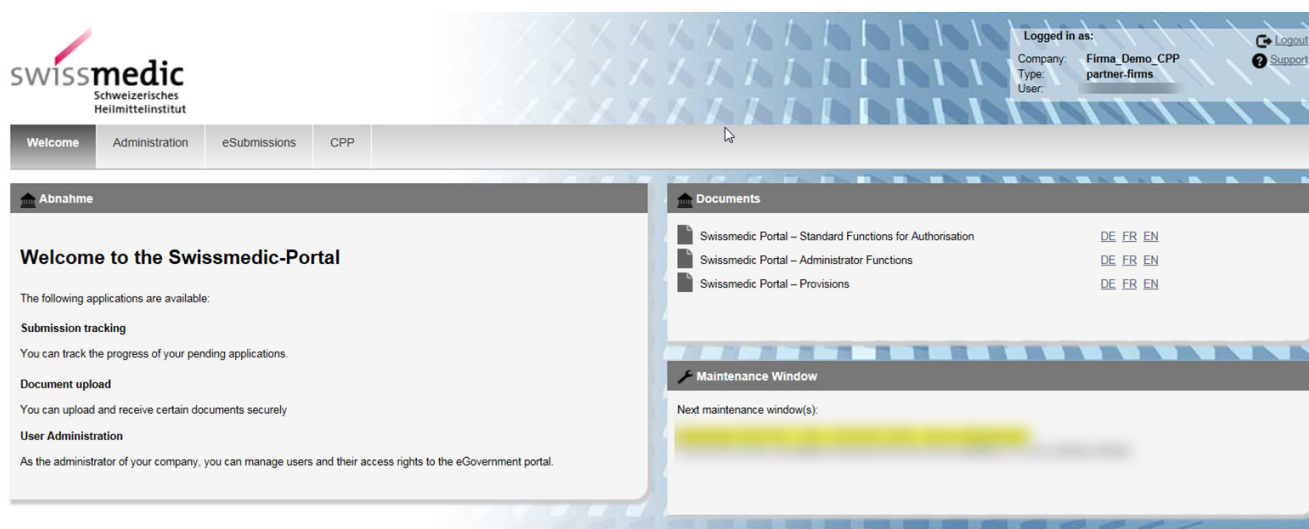 swissmedic
Schweizerisches
Heilmittelinstitut
Logged in as:
Company: Firma_Demo_CPP
Type: partner-firms
User:
Logout
Support
Welcome Administration eSubmissions CPP
Abnahme
Welcome to the Swissmedic-Portal
The following applications are available:
Submission tracking
You can track the progress of your pending applications.
Document upload
You can upload and receive certain documents securely
User Administration
As the administrator of your company, you can manage users and their access rights to the eGovernment portal.
Documents
Swissmedic Portal – Standard Functions for Authorisation DE FR EN
Swissmedic Portal – Administrator Functions DE FR EN
Swissmedic Portal – Provisions DE FR EN
Maintenance Window
Next maintenance window(s):